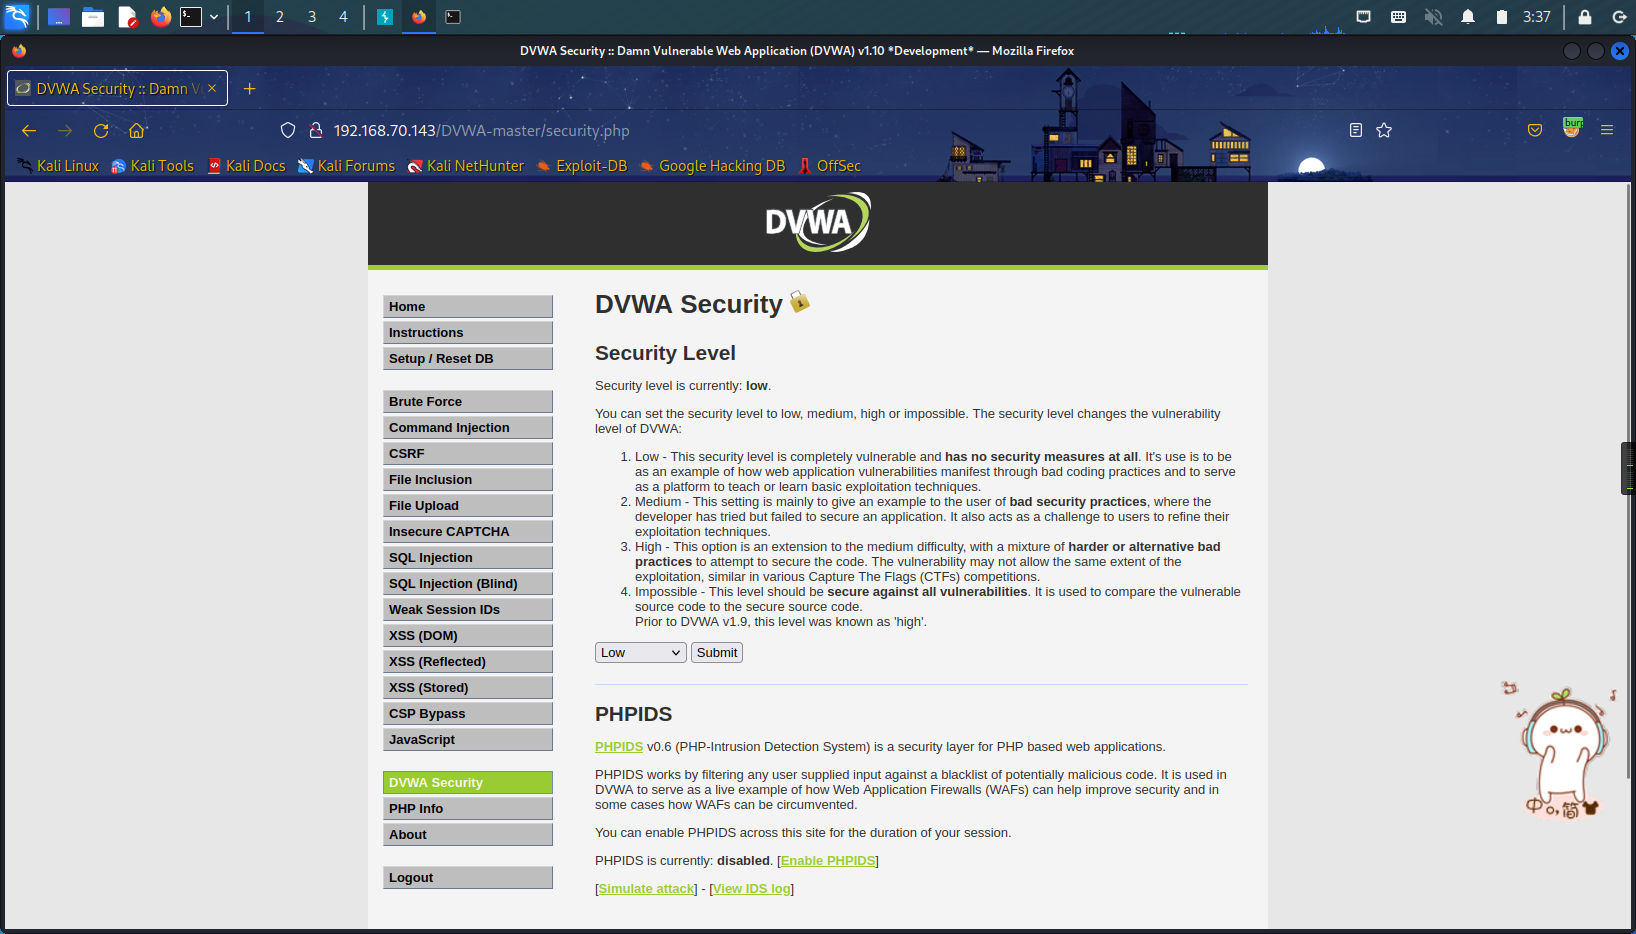 1 2 3 4 3:37
DVWA Security :: Damn Vulnerable Web Application (DVWA) v1.10 *Development* — Mozilla Firefox
DVWA Security :: Damn V
192.168.70.143/DVWA-master/security.php
Kali Linux Kali Tools Kali Docs Kali Forums Kali NetHunter Exploit-DB Google Hacking DB OffSec
DVWA
Home
Instructions
Setup / Reset DB
Brute Force
Command Injection
CSRF
File Inclusion
File Upload
Insecure CAPTCHA
SQL Injection
SQL Injection (Blind)
Weak Session IDs
XSS (DOM)
XSS (Reflected)
XSS (Stored)
CSP Bypass
JavaScript
DVWA Security
PHP Info
About
Logout
DVWA Security
Security Level
Security level is currently: low.
You can set the security level to low, medium, high or impossible. The security level changes the vulnerability
level of DVWA:
1. Low - This security level is completely vulnerable and has no security measures at all. It's use is to be
as an example of how web application vulnerabilities manifest through bad coding practices and to serve
as a platform to teach or learn basic exploitation techniques.
2. Medium - This setting is mainly to give an example to the user of bad security practices, where the
developer has tried but failed to secure an application. It also acts as a challenge to users to refine their
exploitation techniques.
3. High - This option is an extension to the medium difficulty, with a mixture of harder or alternative bad
practices to attempt to secure the code. The vulnerability may not allow the same extent of the
exploitation, similar in various Capture The Flags (CTFs) competitions.
4. Impossible - This level should be secure against all vulnerabilities. It is used to compare the vulnerable
source code to the secure source code.
Prior to DVWA v1.9, this level was known as 'high'.
Low Submit
PHPIDS
PHPIDS v0.6 (PHP-Intrusion Detection System) is a security layer for PHP based web applications.
PHPIDS works by filtering any user supplied input against a blacklist of potentially malicious code. It is used in
DVWA to serve as a live example of how Web Application Firewalls (WAFs) can help improve security and in
some cases how WAFs can be circumvented.
You can enable PHPIDS across this site for the duration of your session.
PHPIDS is currently: disabled. [Enable PHPIDS]
[Simulate attack] - [View IDS log]
中 简